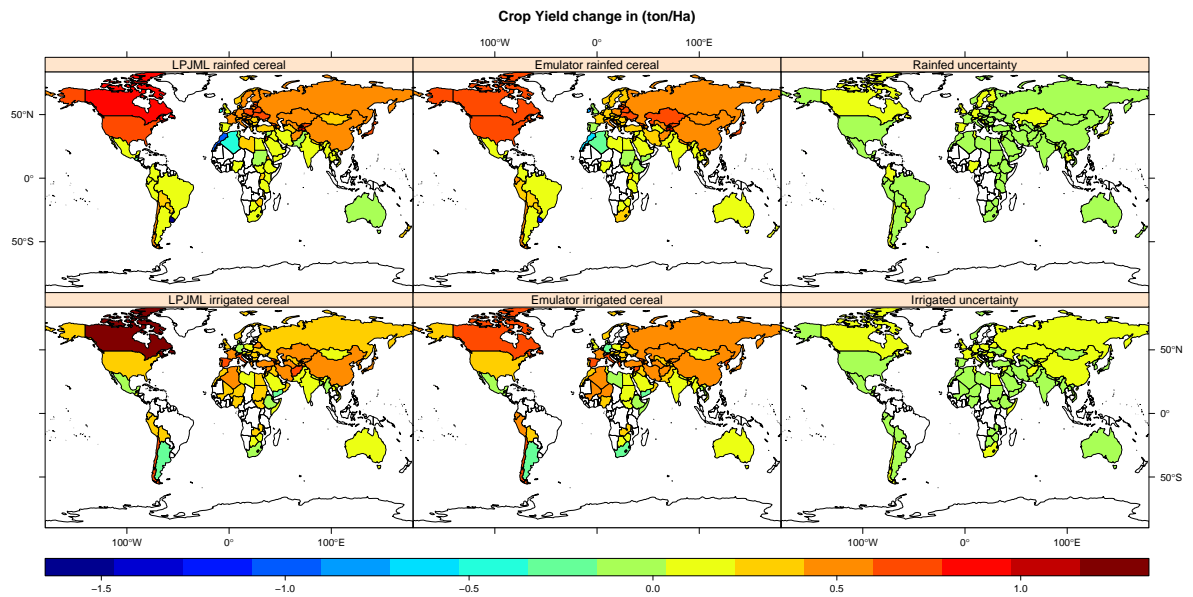 Crop Yield change in (ton/Ha)
100°W 0° 100°E
LPJML rainfed cereal Emulator rainfed cereal Rainfed uncertainty
50°N
0°
50°S
LPJML irrigated cereal Emulator irrigated cereal Irrigated uncertainty
50°N
0°
50°S
100°W 0° 100°E 100°W 0° 100°E
−1.5 −1.0 −0.5 0.0 0.5 1.0